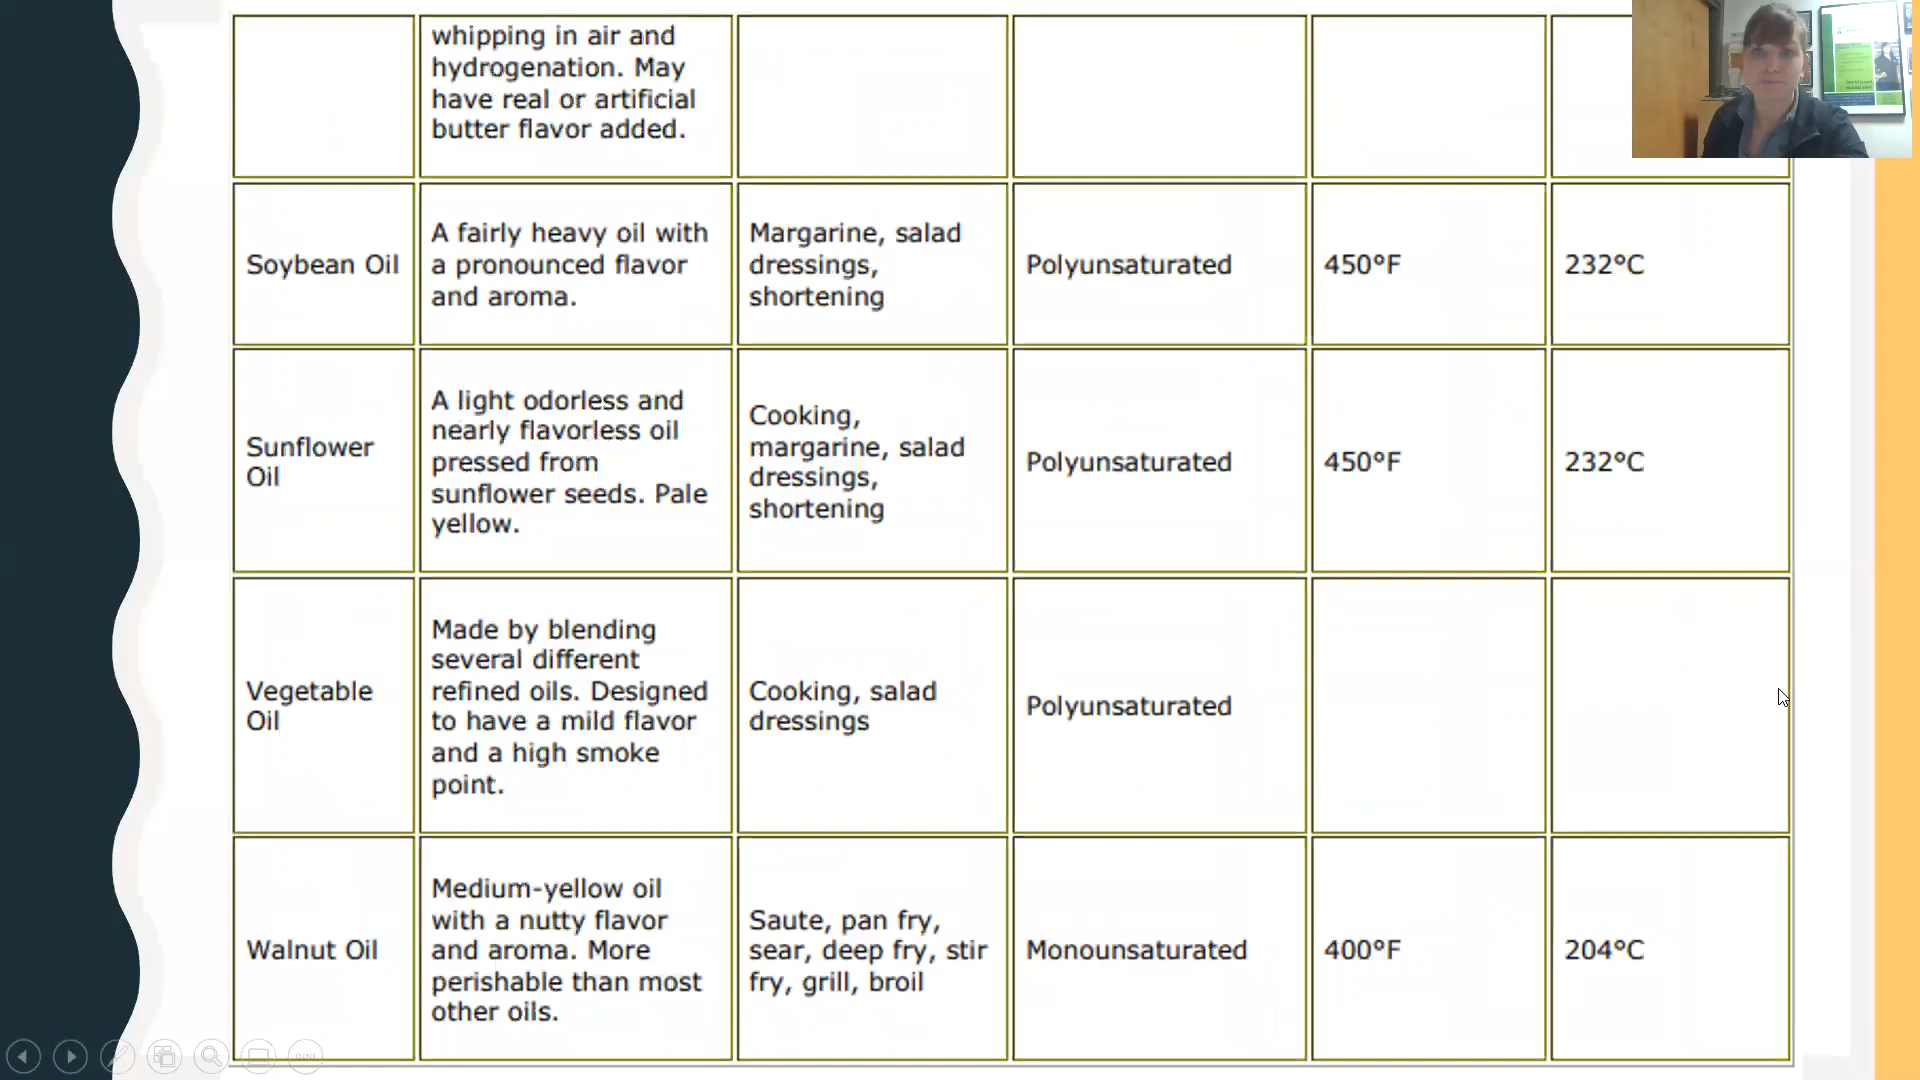 whipping in air and
hydrogenation. May
have real or artificial
butter flavor added.
Soybean Oil
A fairly heavy oil with
a pronounced flavor
and aroma.
Margarine, salad
dressings,
shortening
Polyunsaturated
450°F
232°C
Sunflower
Oil
A light odorless and
nearly flavorless oil
pressed from
sunflower seeds. Pale
yellow.
Cooking,
margarine, salad
dressings,
shortening
Polyunsaturated
450°F
232°C
Vegetable
Oil
Made by blending
several different
refined oils. Designed
to have a mild flavor
and a high smoke
point.
Cooking, salad
dressings
Polyunsaturated
Walnut Oil
Medium-yellow oil
with a nutty flavor
and aroma. More
perishable than most
other oils.
Saute, pan fry,
sear, deep fry, stir
fry, grill, broil
Monounsaturated
400°F
204°C